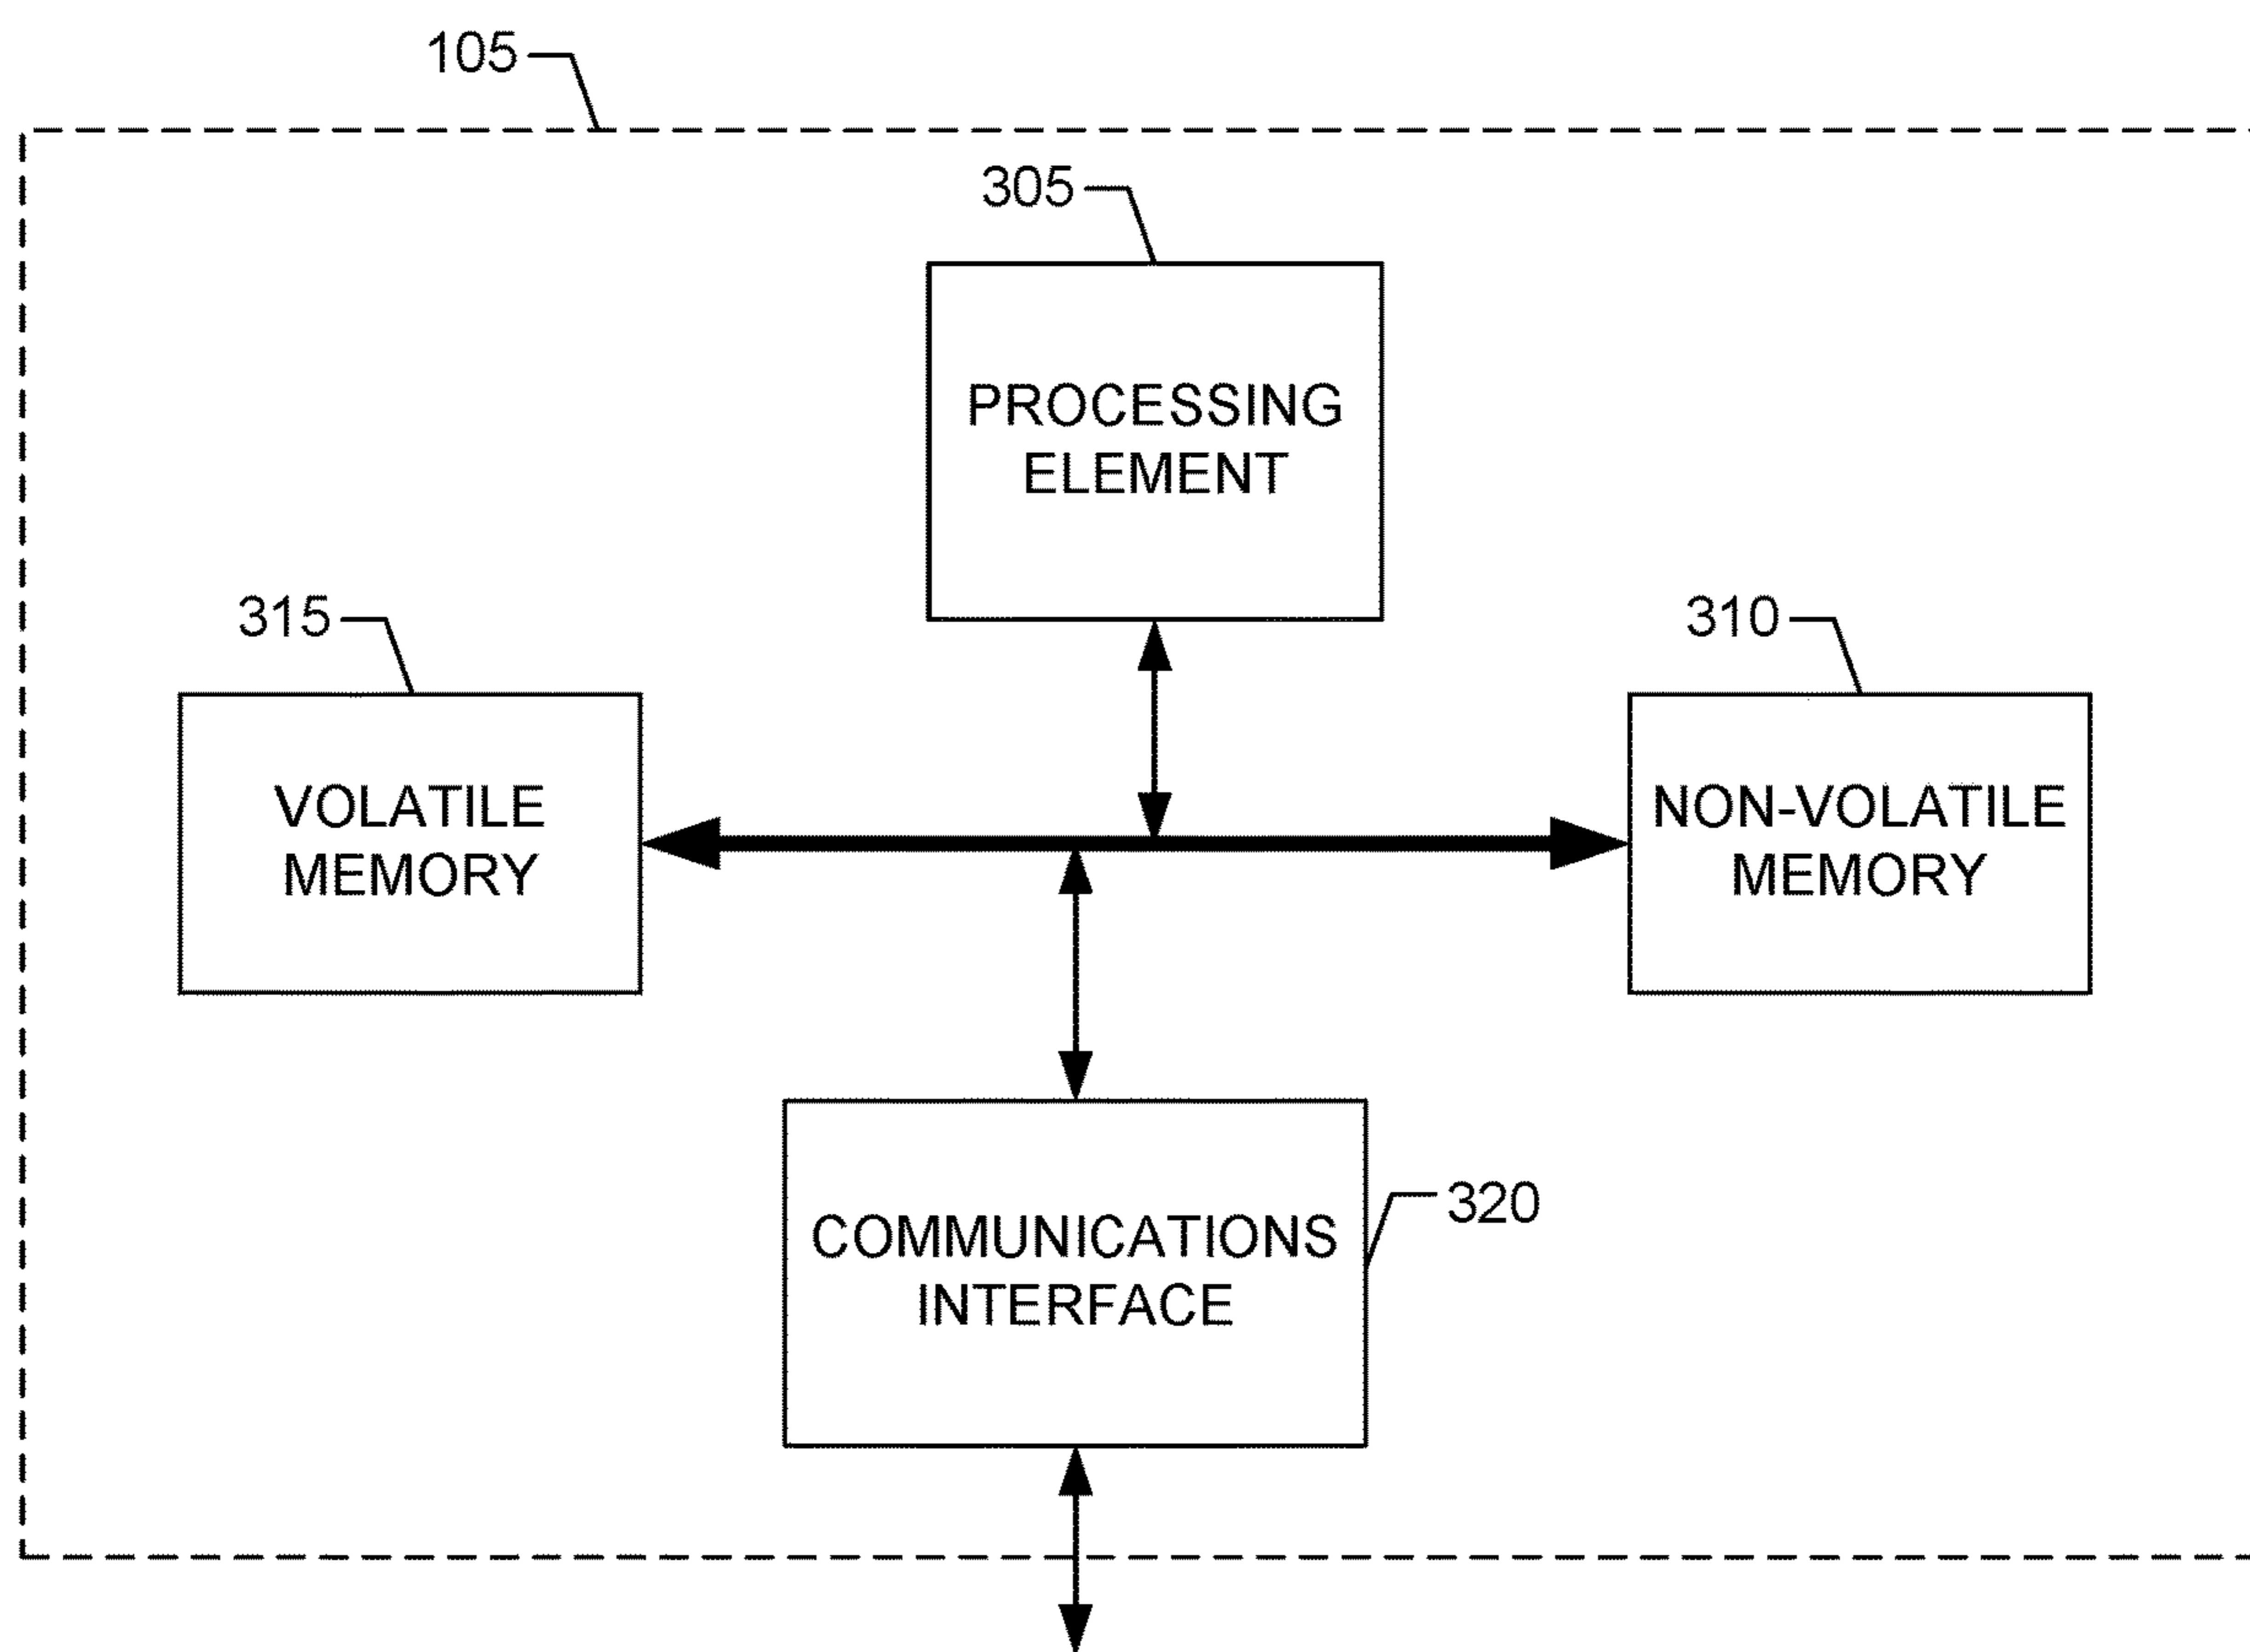 105
305
PROCESSING
ELEMENT
315
310
VOLATILE
MEMORY
NON-VOLATILE
MEMORY
COMMUNICATIONS
INTERFACE
320